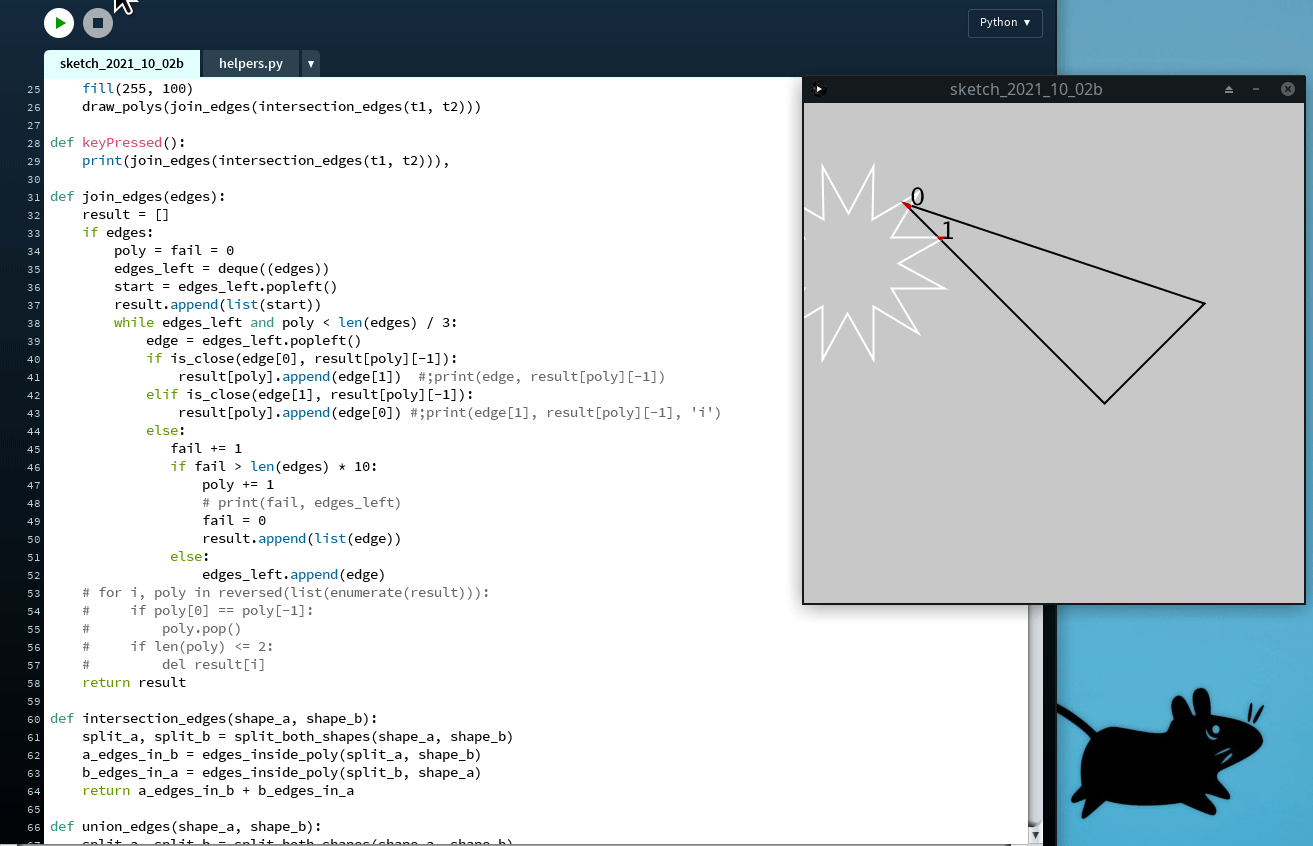 Python ▼
sketch_2021_10_02b
helpers.py
▼
25     fill(255, 100)
26     draw_polys(join_edges(intersection_edges(t1, t2)))
27
28 def keyPressed():
29     print(join_edges(intersection_edges(t1, t2))),
30
31 def join_edges(edges):
32     result = []
33     if edges:
34         poly = fail = 0
35         edges_left = deque((edges))
36         start = edges_left.popleft()
37         result.append(list(start))
38         while edges_left and poly < len(edges) / 3:
39             edge = edges_left.popleft()
40             if is_close(edge[0], result[poly][-1]):
41                 result[poly].append(edge[1])  #;print(edge, result[poly][-1])
42             elif is_close(edge[1], result[poly][-1]):
43                 result[poly].append(edge[0]) #;print(edge[1], result[poly][-1], 'i')
44             else:
45                fail += 1
46                if fail > len(edges) * 10:
47                    poly += 1
48                    # print(fail, edges_left)
49                    fail = 0
50                    result.append(list(edge))
51                else:
52                    edges_left.append(edge)
53     # for i, poly in reversed(list(enumerate(result))):
54     #     if poly[0] == poly[-1]:
55     #         poly.pop()
56     #     if len(poly) <= 2:
57     #         del result[i]
58     return result
59
60 def intersection_edges(shape_a, shape_b):
61     split_a, split_b = split_both_shapes(shape_a, shape_b)
62     a_edges_in_b = edges_inside_poly(split_a, shape_b)
63     b_edges_in_a = edges_inside_poly(split_b, shape_a)
64     return a_edges_in_b + b_edges_in_a
65
66 def union_edges(shape_a, shape_b):
67     split_a, split_b = split_both_shapes(shape_a, shape_b)
sketch_2021_10_02b
0
1